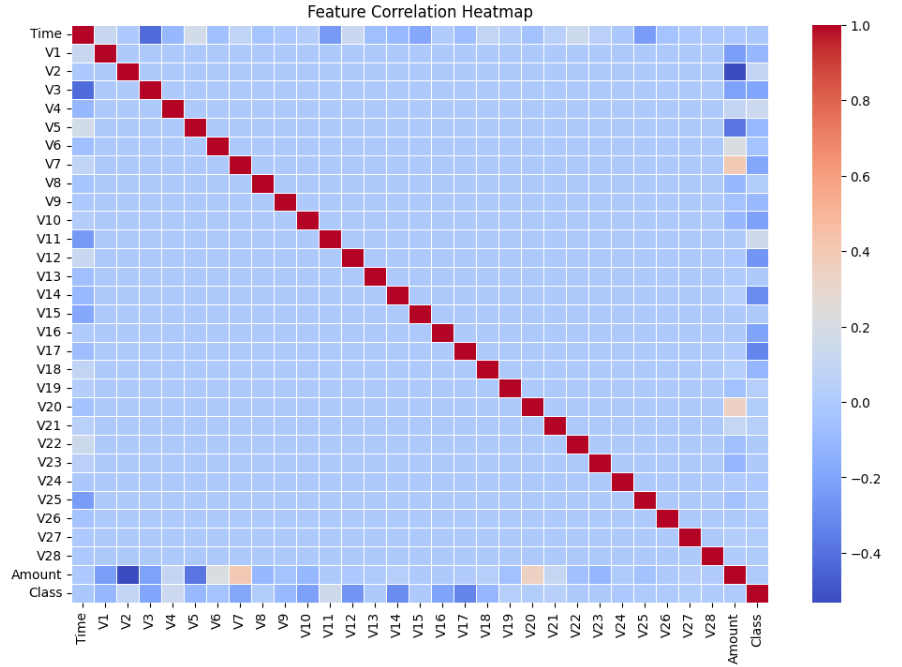 Feature Correlation Heatmap
Time
V1
V2
V3
V4
V5
V6
V7
V8
V9
V10
V11
V12
V13
V14
V15
V16
V17
V18
V19
V20
V21
V22
V23
V24
V25
V26
V27
V28
Amount
Class
Time
V1
V2
V3
V4
V5
V6
V7
V8
V9
V10
V11
V12
V13
V14
V15
V16
V17
V18
V19
V20
V21
V22
V23
V24
V25
V26
V27
V28
Amount
Class
1.0
0.8
0.6
0.4
0.2
0.0
−0.2
−0.4